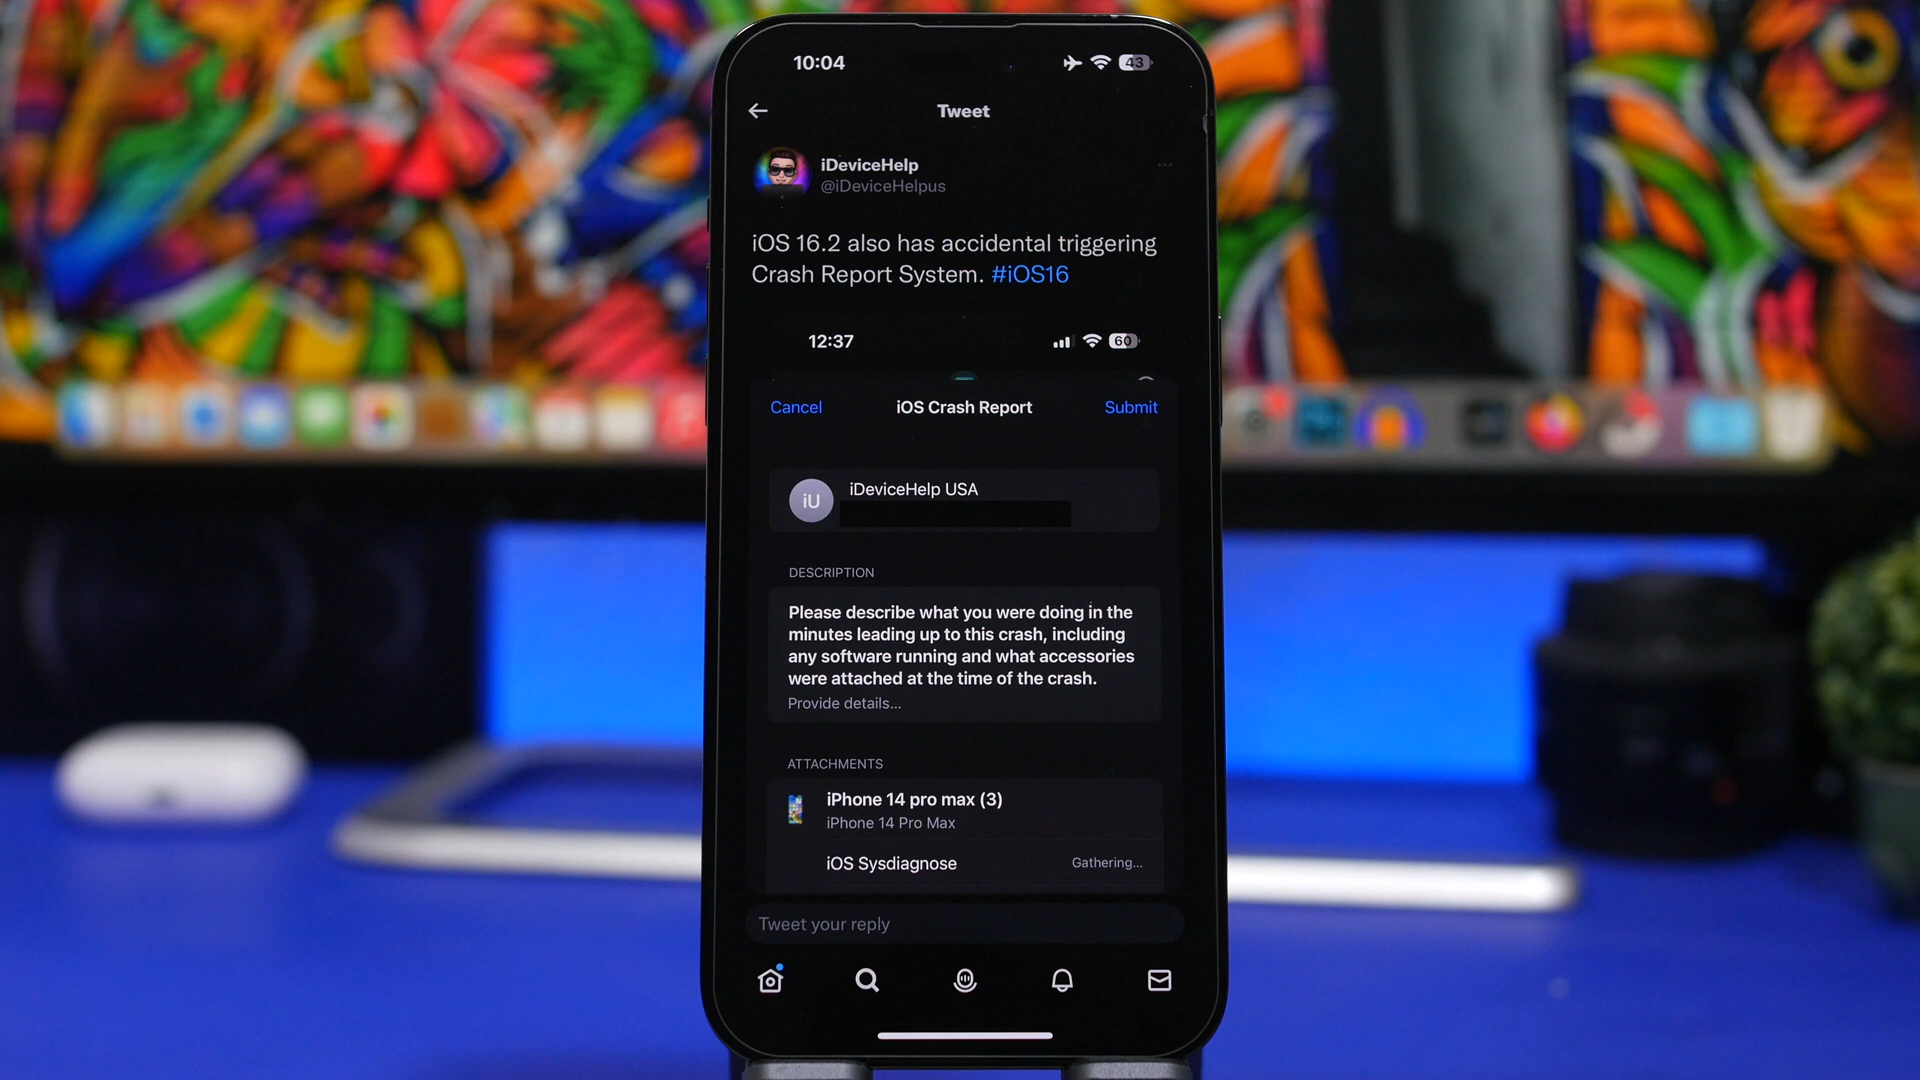 10:04
43
Tweet
iDeviceHelp
@iDeviceHelpus
iOS 16.2 also has accidental triggering
Crash Report System. #iOS16
12:37
60
Cancel
iOS Crash Report
Submit
iU
iDeviceHelp USA
DESCRIPTION
Please describe what you were doing in the
minutes leading up to this crash, including
any software running and what accessories
were attached at the time of the crash.
Provide details...
ATTACHMENTS
iPhone 14 pro max (3)
iPhone 14 Pro Max
iOS Sysdiagnose
Gathering...
Tweet your reply